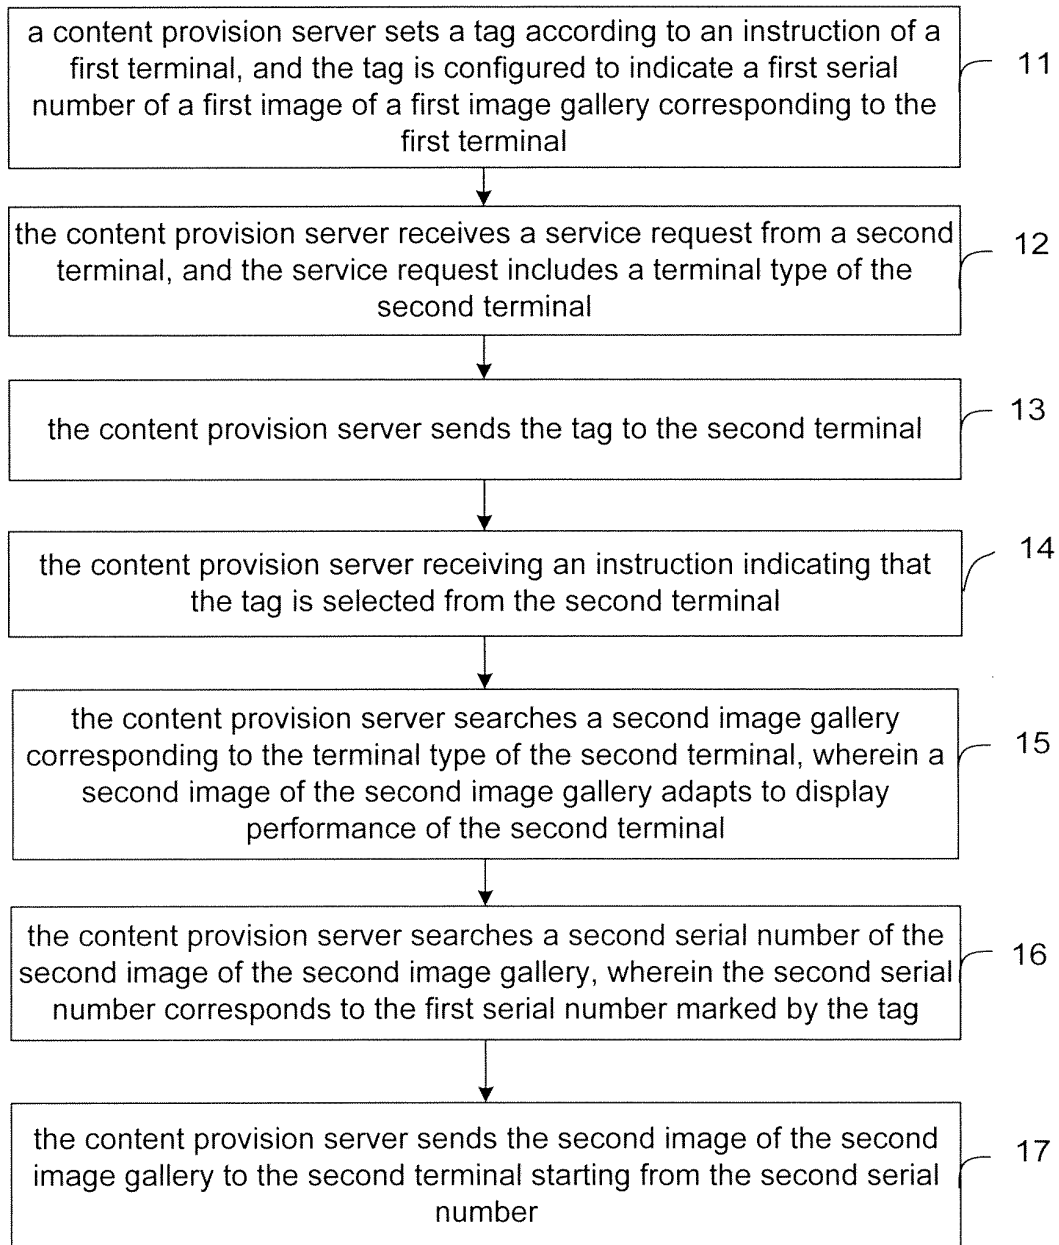 a content provision server sets a tag according to an instruction of a
first terminal, and the tag is configured to indicate a first serial
number of a first image of a first image gallery corresponding to the
first terminal
11
the content provision server receives a service request from a second
terminal, and the service request includes a terminal type of the
second terminal
12
the content provision server sends the tag to the second terminal
13
the content provision server receiving an instruction indicating that
the tag is selected from the second terminal
14
the content provision server searches a second image gallery
corresponding to the terminal type of the second terminal, wherein a
second image of the second image gallery adapts to display
performance of the second terminal
15
the content provision server searches a second serial number of the
second image of the second image gallery, wherein the second serial
number corresponds to the first serial number marked by the tag
16
the content provision server sends the second image of the second
image gallery to the second terminal starting from the second serial
number
17